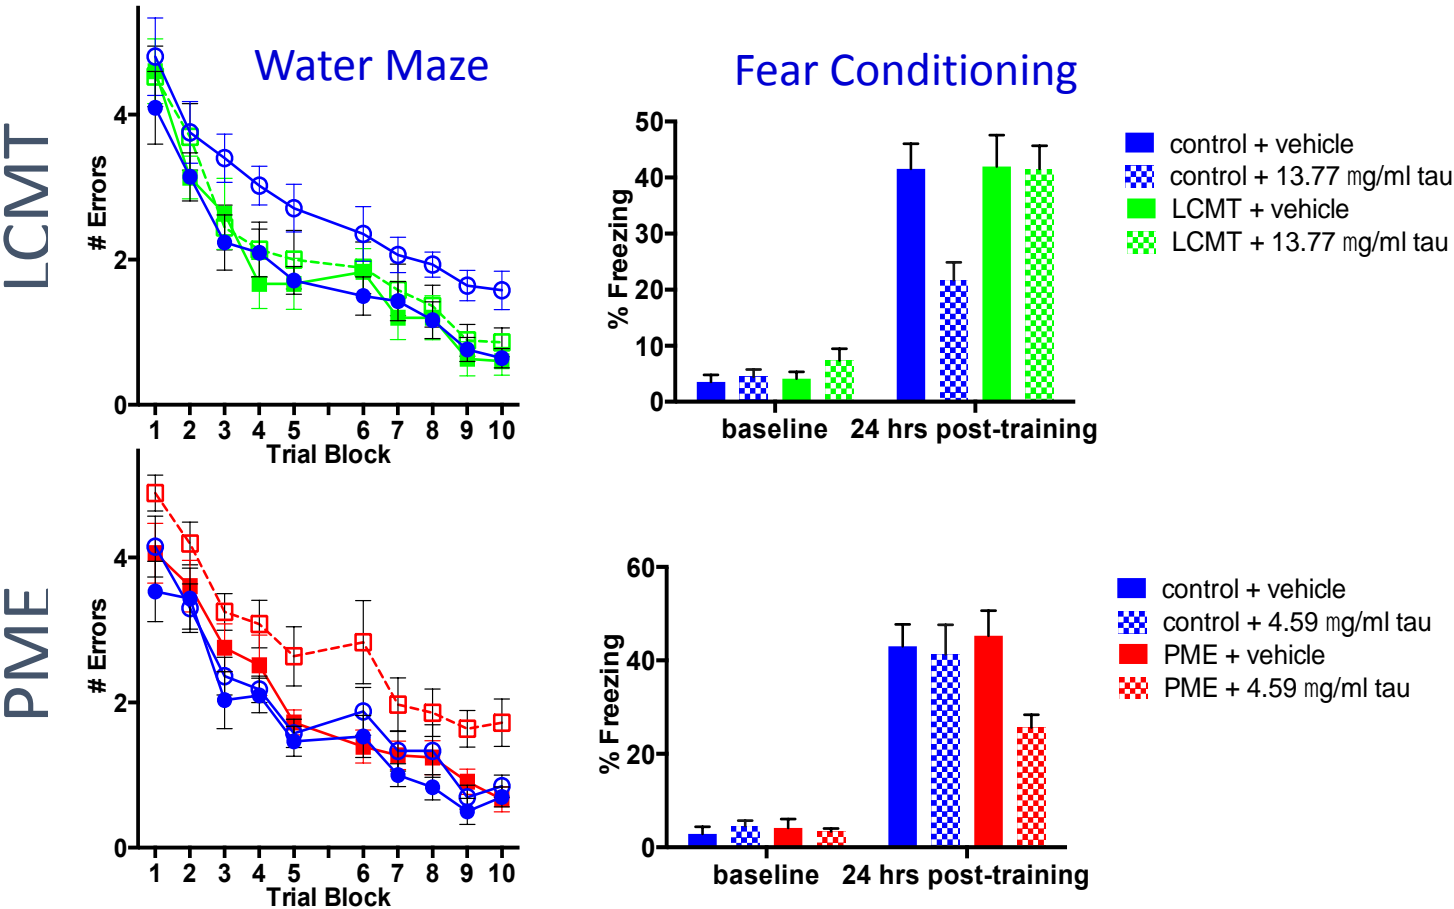 LCMT
Water Maze
# Errors
4
2
0
1 2 3 4 5 6 7 8 9 10
Trial Block
Fear Conditioning
% Freezing
50
40
30
20
10
0
baseline 24 hrs post-training
control + vehicle
control + 13.77 mg/ml tau
LCMT + vehicle
LCMT + 13.77 mg/ml tau
PME
# Errors
4
2
0
1 2 3 4 5 6 7 8 9 10
Trial Block
% Freezing
60
40
20
0
baseline 24 hrs post-training
control + vehicle
control + 4.59 mg/ml tau
PME + vehicle
PME + 4.59 mg/ml tau